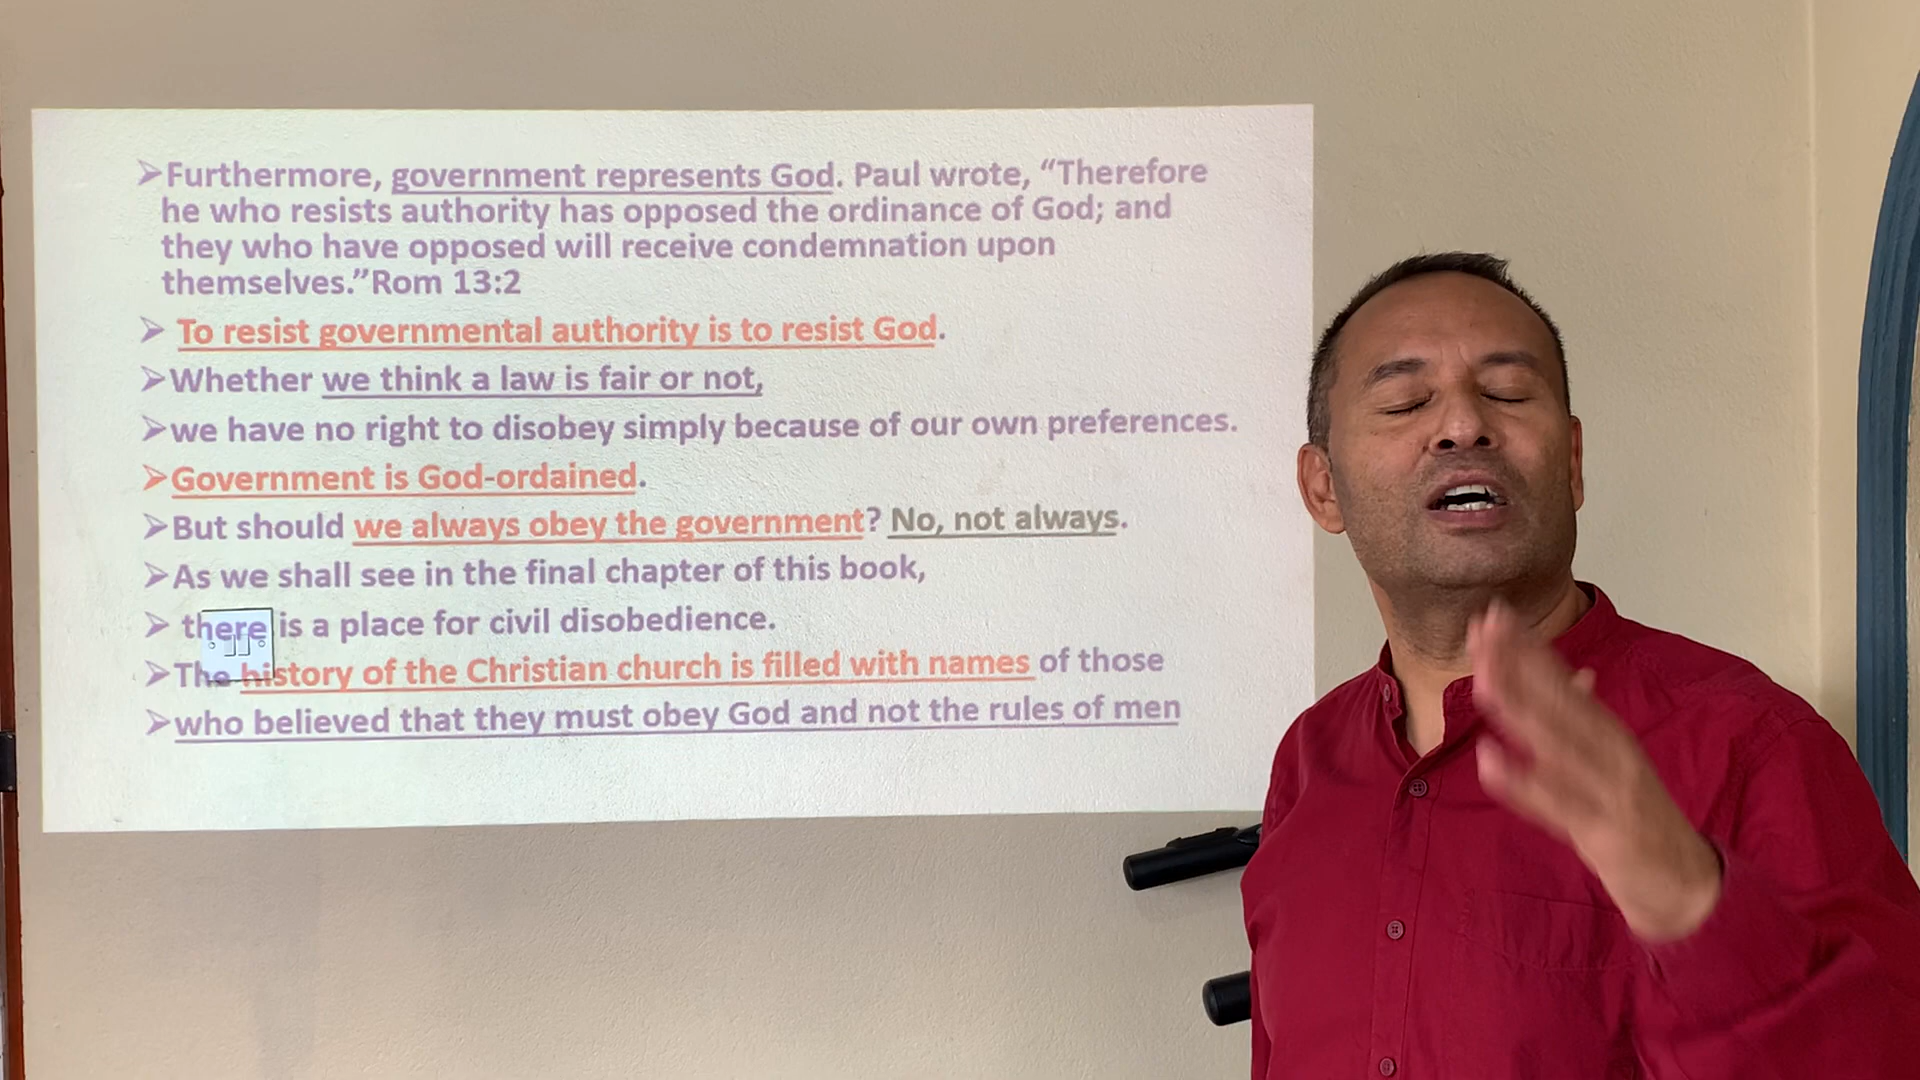 ➢Furthermore, government represents God. Paul wrote, “Therefore
he who resists authority has opposed the ordinance of God; and
they who have opposed will receive condemnation upon
themselves.”Rom 13:2
➢ To resist governmental authority is to resist God.
➢Whether we think a law is fair or not,
➢we have no right to disobey simply because of our own preferences.
➢Government is God-ordained.
➢But should we always obey the government? No, not always.
➢As we shall see in the final chapter of this book,
➢ there is a place for civil disobedience.
➢The history of the Christian church is filled with names of those
➢who believed that they must obey God and not the rules of men